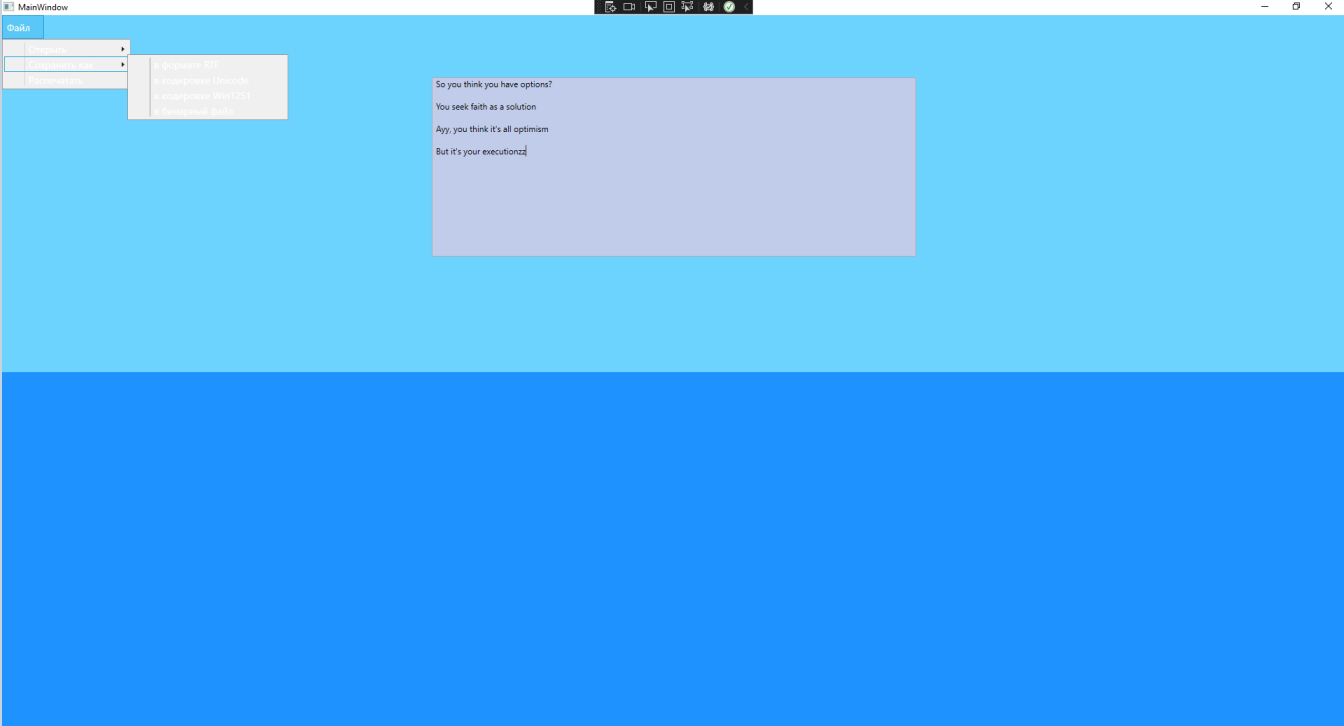 MainWindow
Файл
Открыть
Сохранить как
Распечатать
в формате RTF
в кодировке Unicode
в кодировке Win1251
в бинарный файл
So you think you have options?
You seek faith as a solution
Ayy, you think it's all optimism
But it's your executionzz